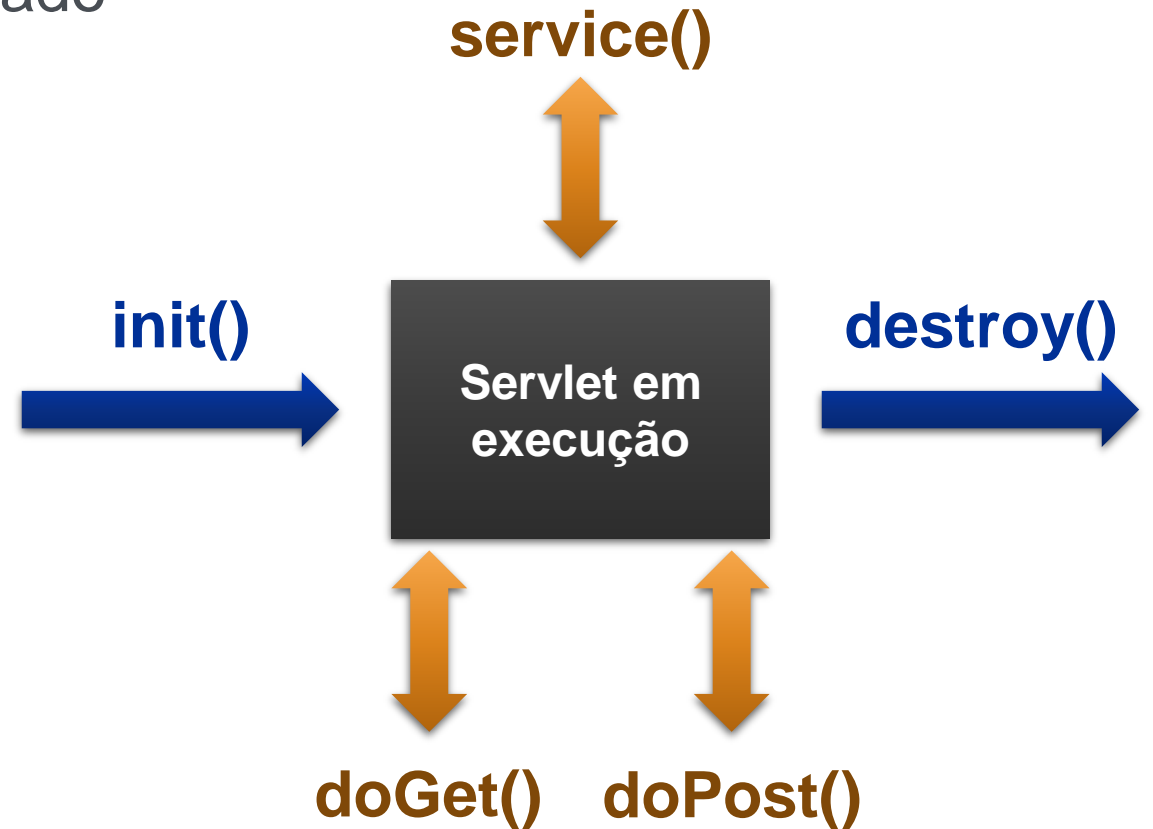 service()
init()
destroy()
Servlet em
execução
doGet()
doPost()